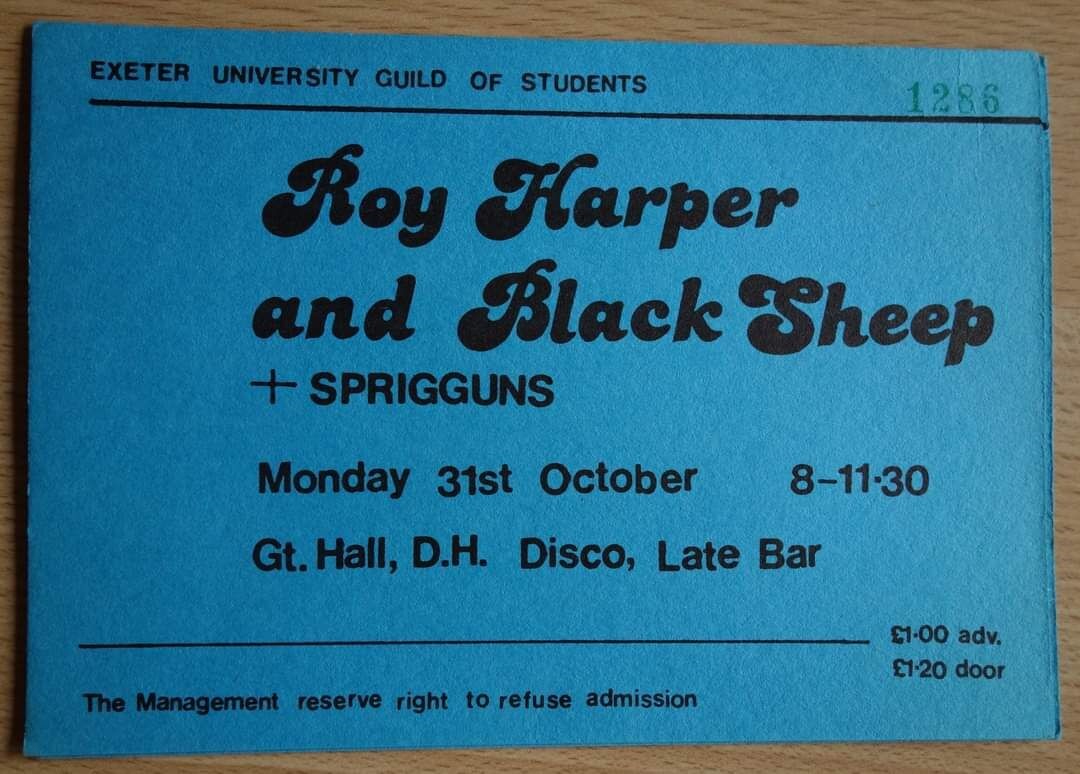 EXETER UNIVERSITY GUILD OF STUDENTS
1286
Roy Harper
and Black Sheep
+ SPRIGGUNS
Monday 31st October 8-11·30
Gt. Hall, D.H. Disco, Late Bar
£1·00 adv.
£1·20 door
The Management reserve right to refuse admission